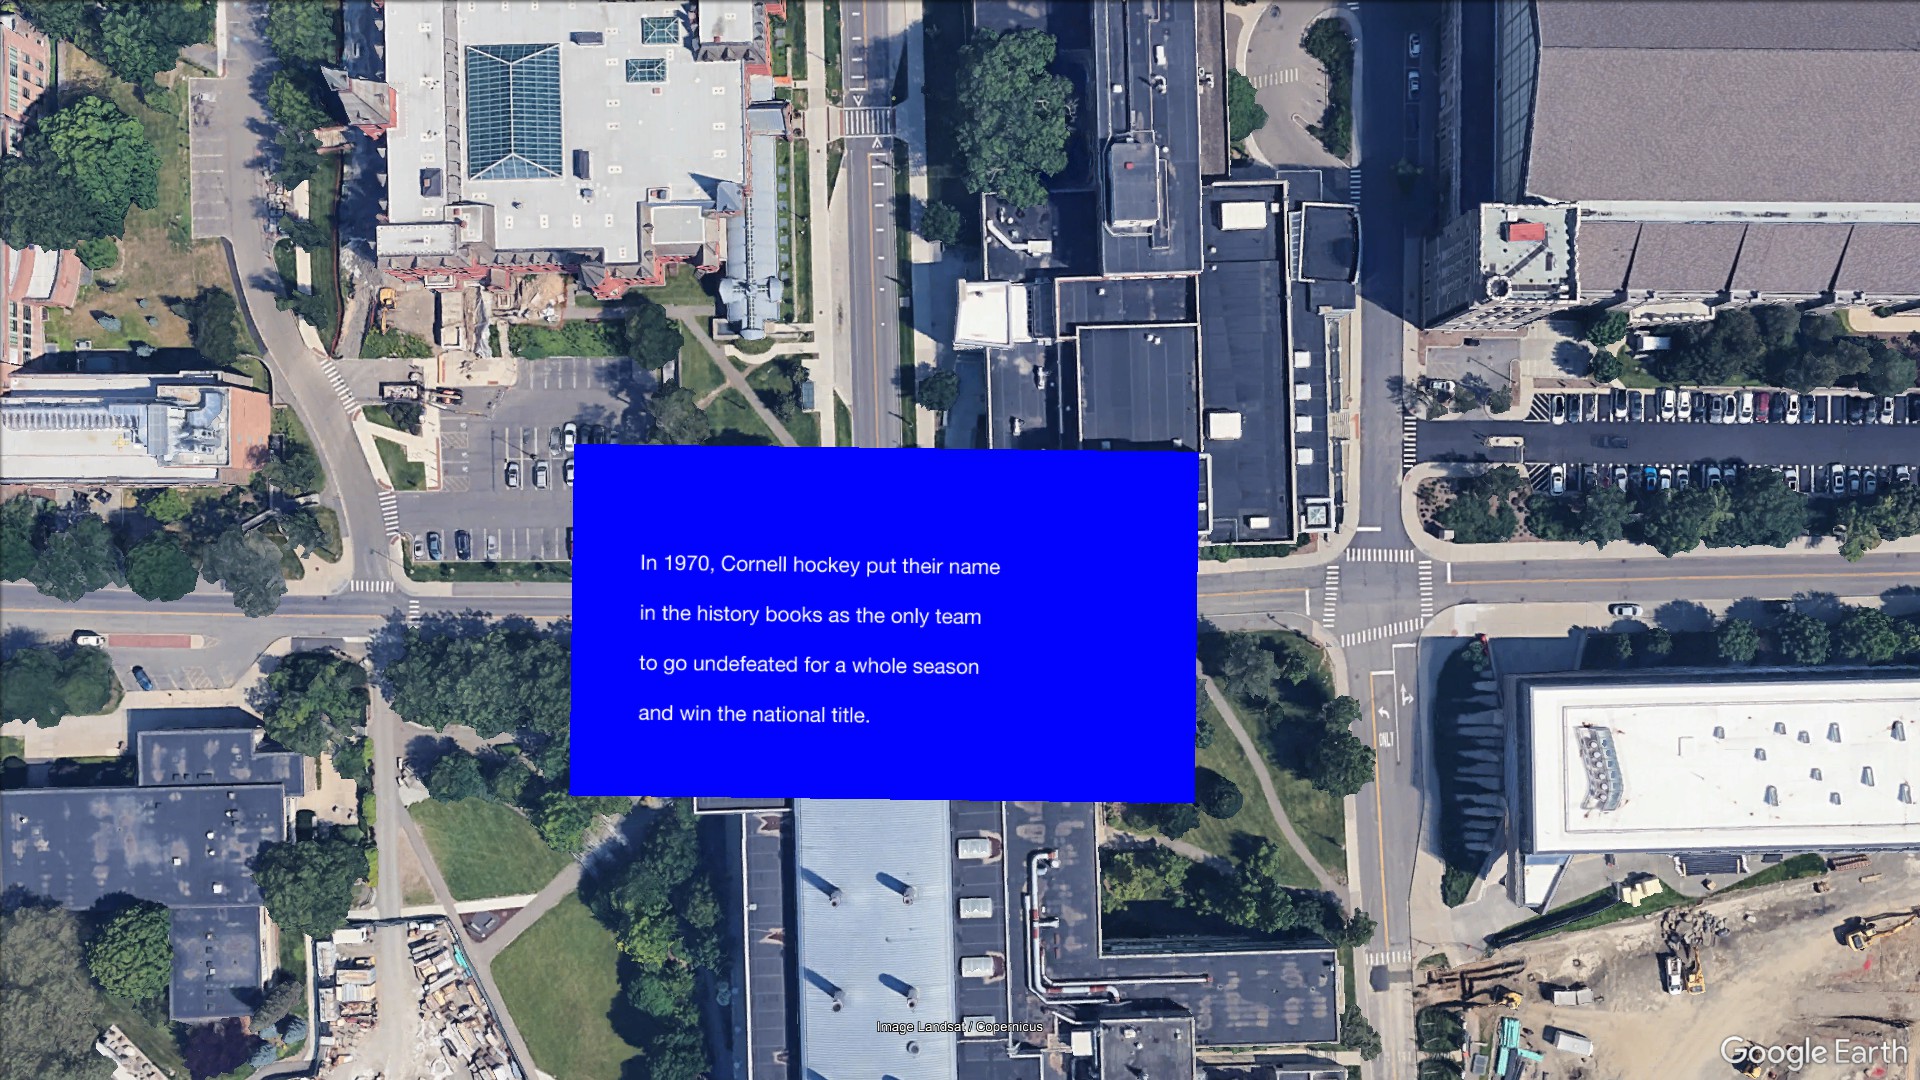 In 1970, Cornell hockey put their name
in the history books as the only team
to go undefeated for a whole season
and win the national title.
ONLY
Image Landsat / Copernicus
Google Earth